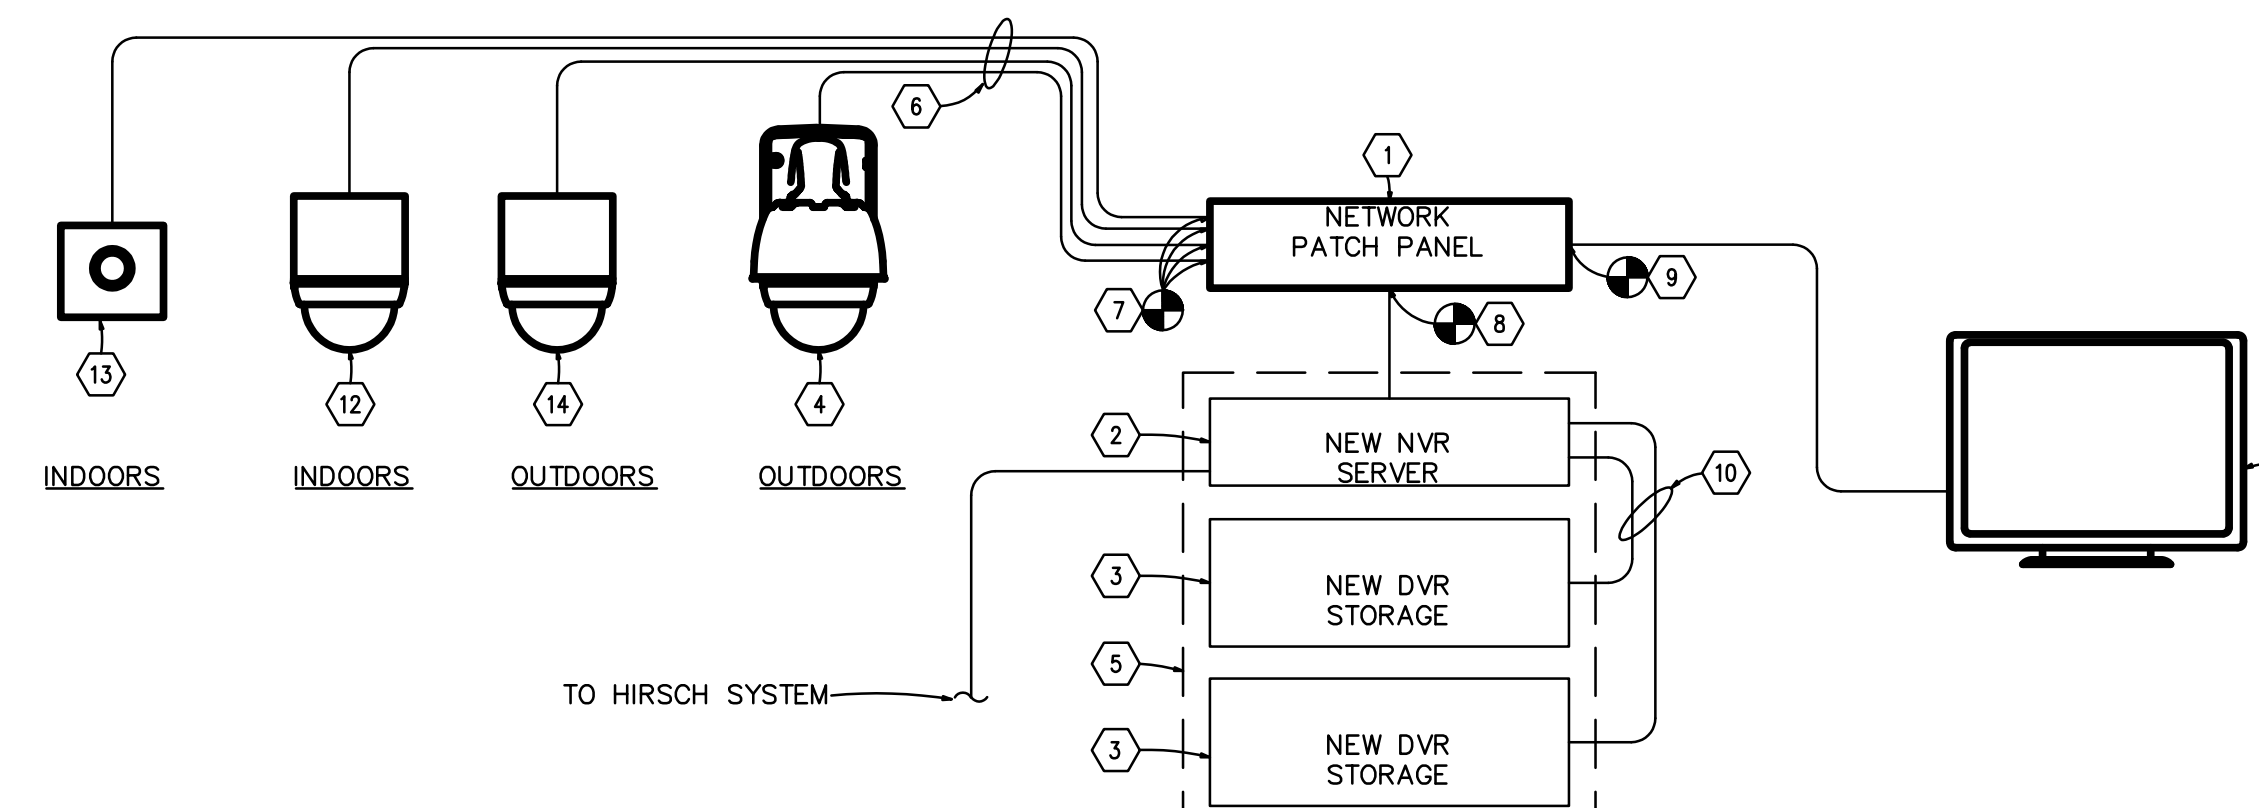 6
1
NETWORK
PATCH PANEL
9
7
8
13
12
14
4
2
NEW NVR
SERVER
10
INDOORS
INDOORS
OUTDOORS
OUTDOORS
3
NEW DVR
STORAGE
5
TO HIRSCH SYSTEM
3
NEW DVR
STORAGE